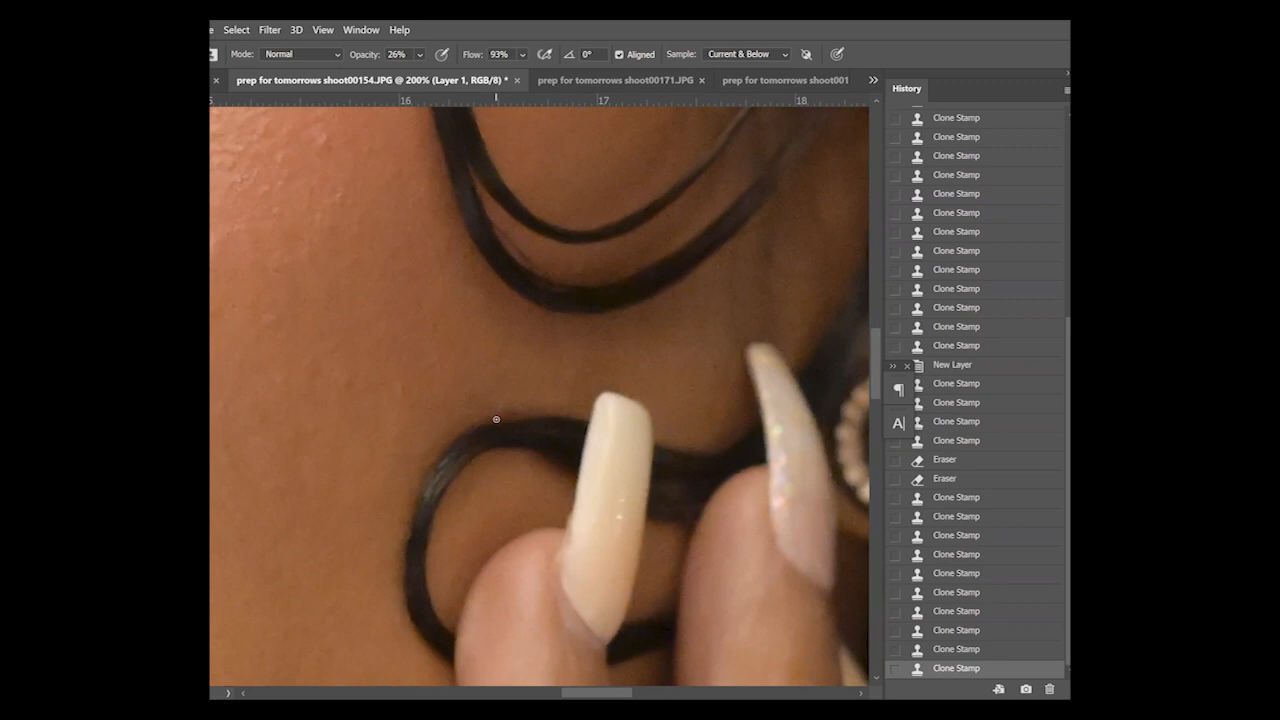 e Select Filter 3D View Window Help
Mode: Normal Opacity: 26% Flow: 93% 0° Aligned Sample: Current & Below
× prep for tomorrows shoot00154.JPG @ 200% (Layer 1, RGB/8) * × prep for tomorrows shoot00171.JPG × prep for tomorrows shoot001
History
16 17 18
Clone Stamp
Clone Stamp
Clone Stamp
Clone Stamp
Clone Stamp
Clone Stamp
Clone Stamp
Clone Stamp
Clone Stamp
Clone Stamp
Clone Stamp
Clone Stamp
Clone Stamp
New Layer
Clone Stamp
Clone Stamp
Clone Stamp
Clone Stamp
Eraser
Eraser
Clone Stamp
Clone Stamp
Clone Stamp
Clone Stamp
Clone Stamp
Clone Stamp
Clone Stamp
Clone Stamp
Clone Stamp
Clone Stamp